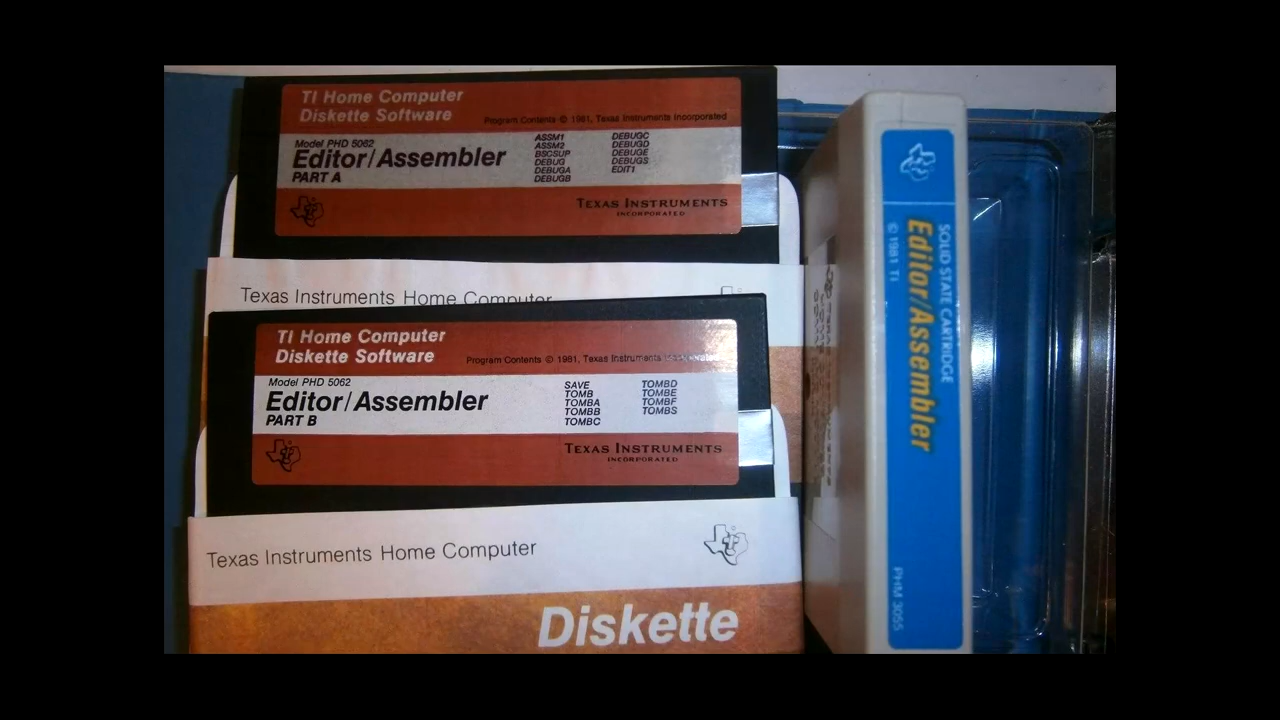 TI Home Computer
Diskette Software
Program Contents © 1981, Texas Instruments Incorporated
Model PHD 5062
Editor/Assembler
PART A
ASSM1
ASSM2
BSCSUP
DEBUG
DEBUGA
DEBUGB
DEBUGC
DEBUGD
DEBUGE
DEBUGS
EDIT1
TEXAS INSTRUMENTS
INCORPORATED
Texas Instruments Home Computer
TI Home Computer
Diskette Software
Program Contents © 1981, Texas Instruments Incorporated
Model PHD 5062
Editor/Assembler
PART B
SAVE
TOMB
TOMBA
TOMBB
TOMBC
TOMBD
TOMBE
TOMBF
TOMBS
TEXAS INSTRUMENTS
INCORPORATED
Texas Instruments Home Computer
Diskette
SOLID STATE CARTRIDGE
Editor/Assembler
© 1981 TI
PHM 3055